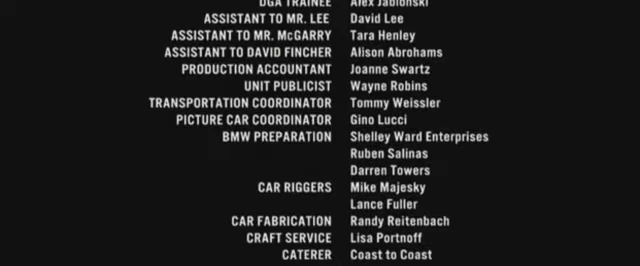 DGA TRAINEE Alex Jablonski
ASSISTANT TO MR. LEE David Lee
ASSISTANT TO MR. McGARRY Tara Henley
ASSISTANT TO DAVID FINCHER Alison Abrohams
PRODUCTION ACCOUNTANT Joanne Swartz
UNIT PUBLICIST Wayne Robins
TRANSPORTATION COORDINATOR Tommy Weissler
PICTURE CAR COORDINATOR Gino Lucci
BMW PREPARATION Shelley Ward Enterprises
Ruben Salinas
Darren Towers
CAR RIGGERS Mike Majesky
Lance Fuller
CAR FABRICATION Randy Reitenbach
CRAFT SERVICE Lisa Portnoff
CATERER Coast to Coast